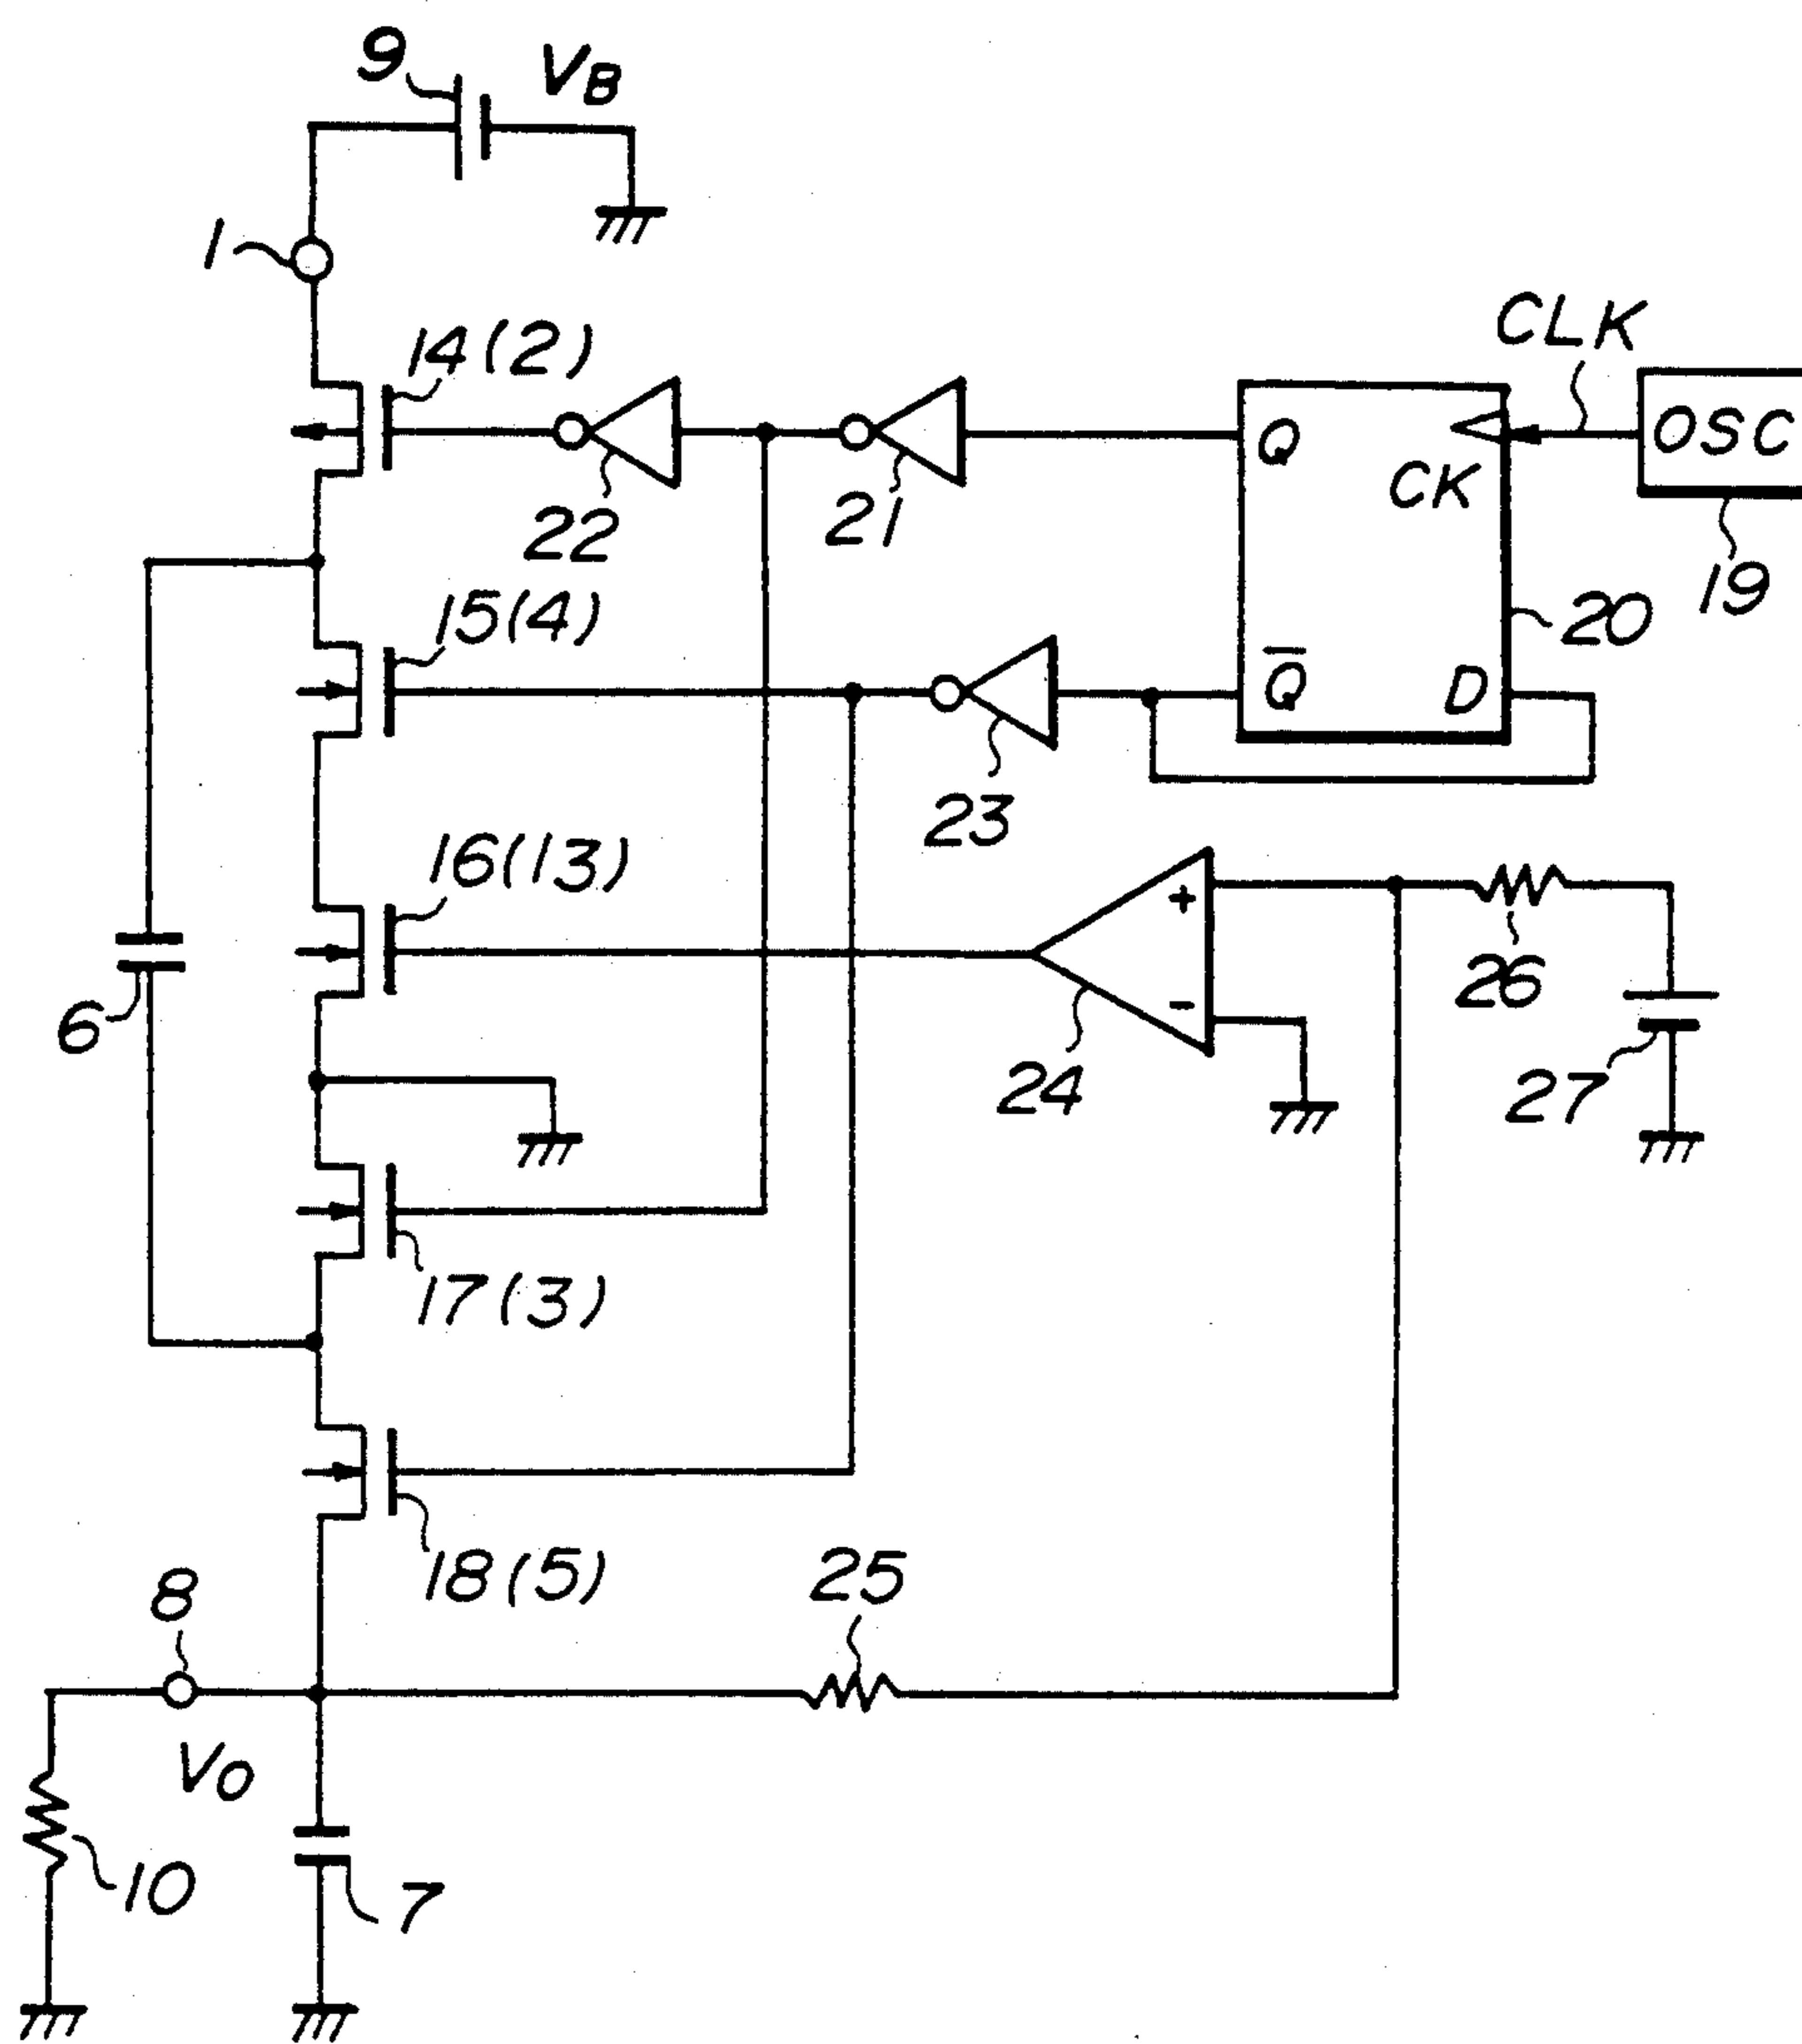 9
VB
1
14(2)
CLK
OSC
Q
CK
22
21
19
15(4)
20
Q̅
D
23
16(13)
+
26
6
-
24
27
17(3)
18(5)
25
8
VO
10
7